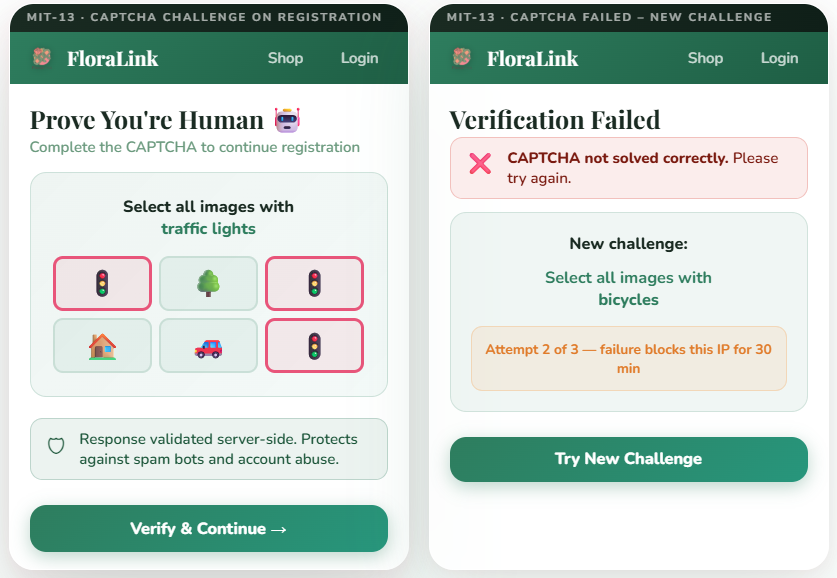 MIT-13 · CAPTCHA CHALLENGE ON REGISTRATION
FloraLink
Shop
Login
Prove You're Human
Complete the CAPTCHA to continue registration
Select all images with
traffic lights
Response validated server-side. Protects
against spam bots and account abuse.
Verify & Continue →
MIT-13 · CAPTCHA FAILED – NEW CHALLENGE
FloraLink
Shop
Login
Verification Failed
CAPTCHA not solved correctly. Please
try again.
New challenge:
Select all images with
bicycles
Attempt 2 of 3 — failure blocks this IP for 30
min
Try New Challenge